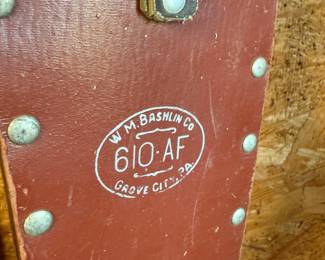 W.M. BASHLIN CO
610-AF
GROVE CITY, PA.